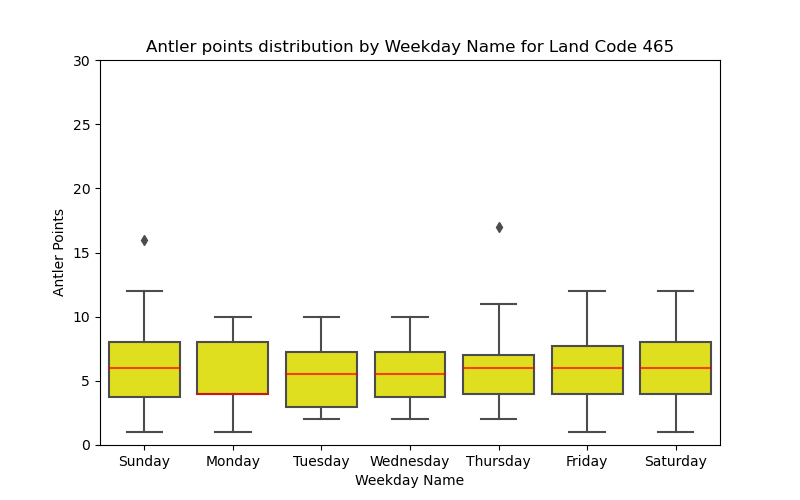 Antler points distribution by Weekday Name for Land Code 465
30
25
20
15
10
5
0
Antler Points
Sunday Monday Tuesday Wednesday Thursday Friday Saturday
Weekday Name